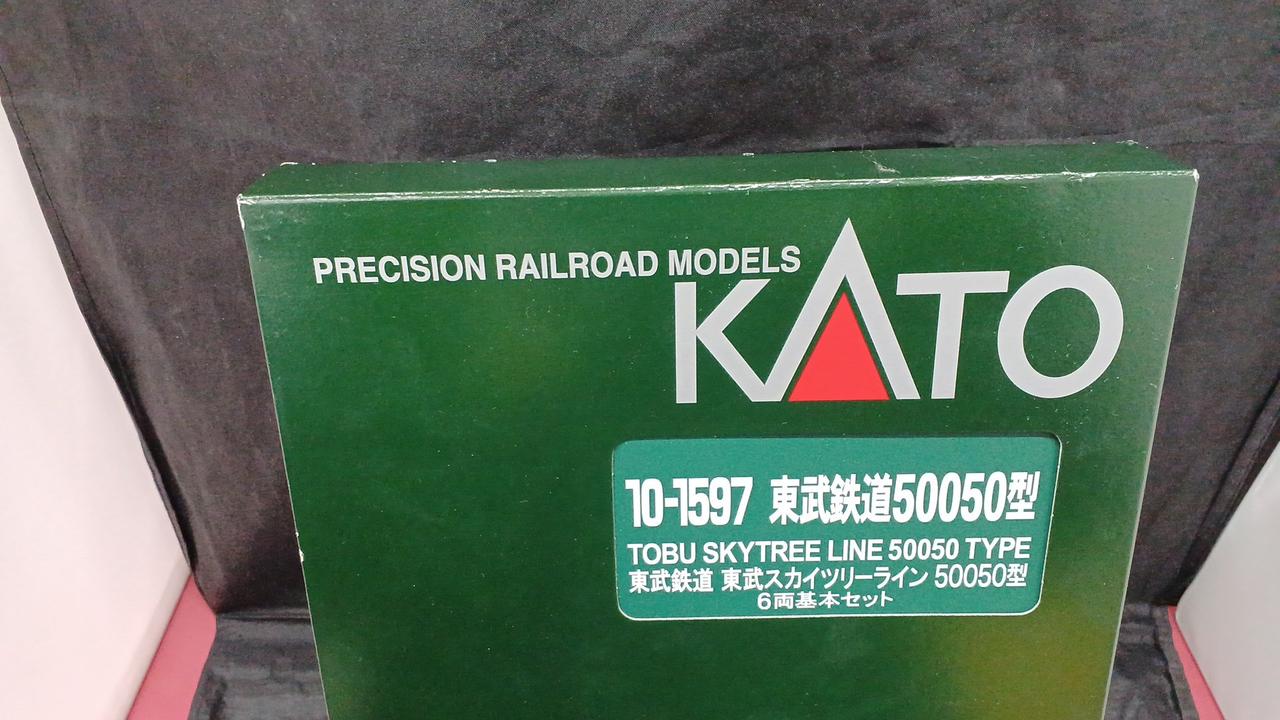 PRECISION RAILROAD MODELS
KATO
10-1597 東武鉄道50050型
TOBU SKYTREE LINE 50050 TYPE
東武鉄道 東武スカイツリーライン 50050型
6両基本セット